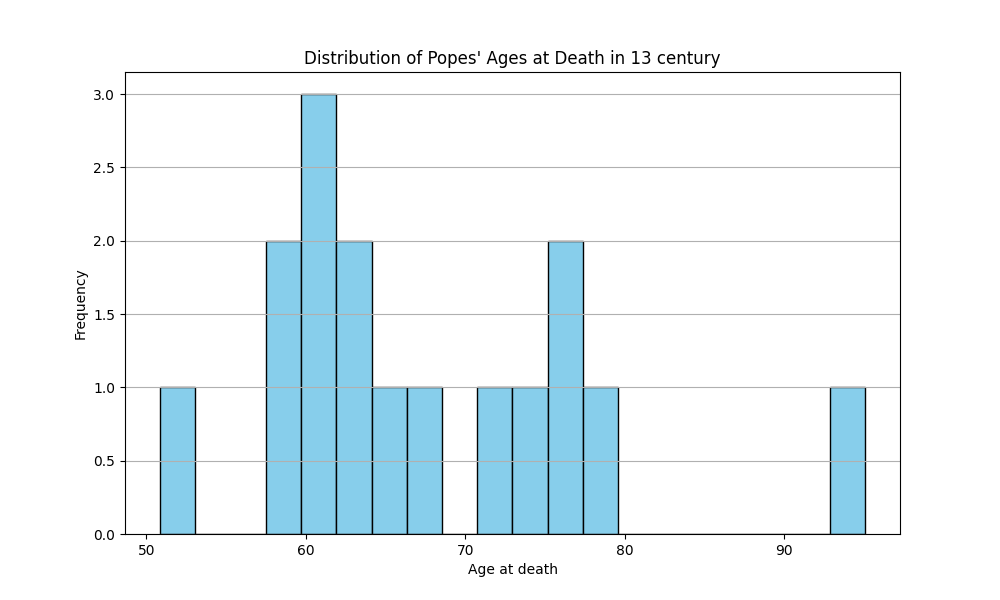 Distribution of Popes' Ages at Death in 13 century
3.0
2.5
2.0
1.5
1.0
0.5
0.0
Frequency
50 60 70 80 90
Age at death